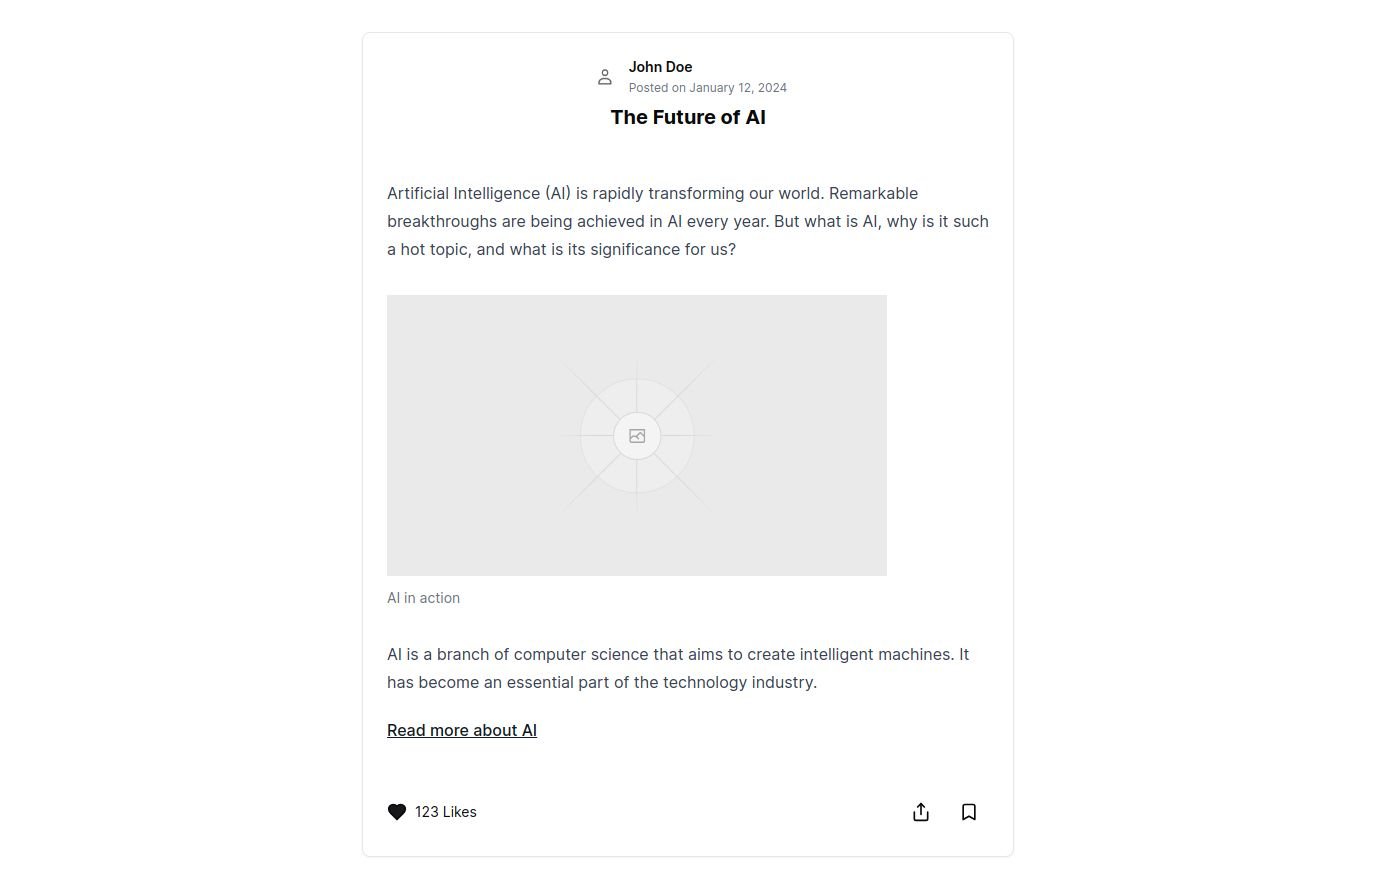 John Doe
Posted on January 12, 2024
The Future of AI
Artificial Intelligence (AI) is rapidly transforming our world. Remarkable
breakthroughs are being achieved in AI every year. But what is AI, why is it such
a hot topic, and what is its significance for us?
AI in action
AI is a branch of computer science that aims to create intelligent machines. It
has become an essential part of the technology industry.
Read more about AI
123 Likes